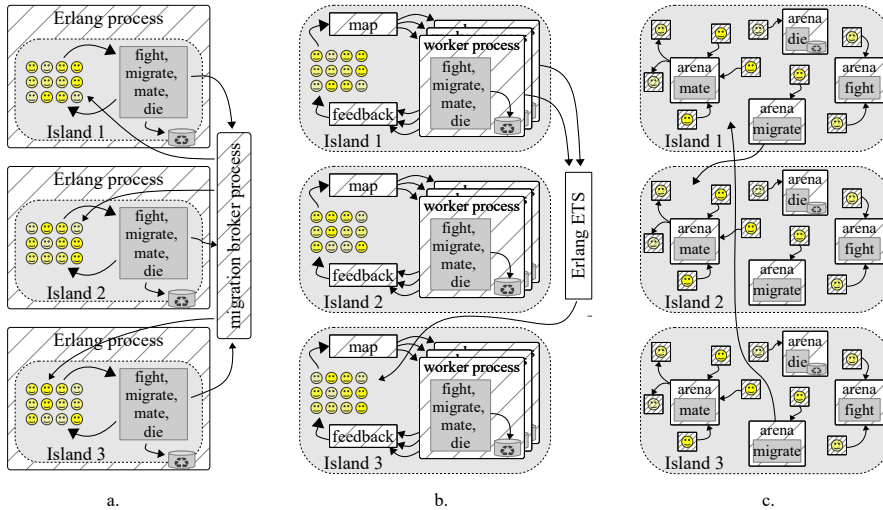 Erlang process
fight,
migrate,
mate,
die
Island 1
Erlang process
fight,
migrate,
mate,
die
Island 2
Erlang process
fight,
migrate,
mate,
die
Island 3
migration broker process
a.
map
worker process
fight,
migrate,
mate,
die
feedback
Island 1
map
worker process
fight,
migrate,
mate,
die
feedback
Island 2
map
worker process
fight,
migrate,
mate,
die
feedback
Island 3
Erlang ETS
b.
arena
die
arena
mate
arena
fight
arena
migrate
Island 1
arena
die
arena
mate
arena
fight
arena
migrate
Island 2
arena
die
arena
mate
arena
fight
arena
migrate
Island 3
c.